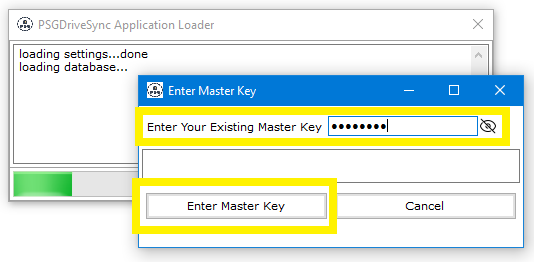 PSGDriveSync Application Loader
loading settings...done
loading database...
Enter Master Key
Enter Your Existing Master Key ●●●●●●●●
Enter Master Key
Cancel